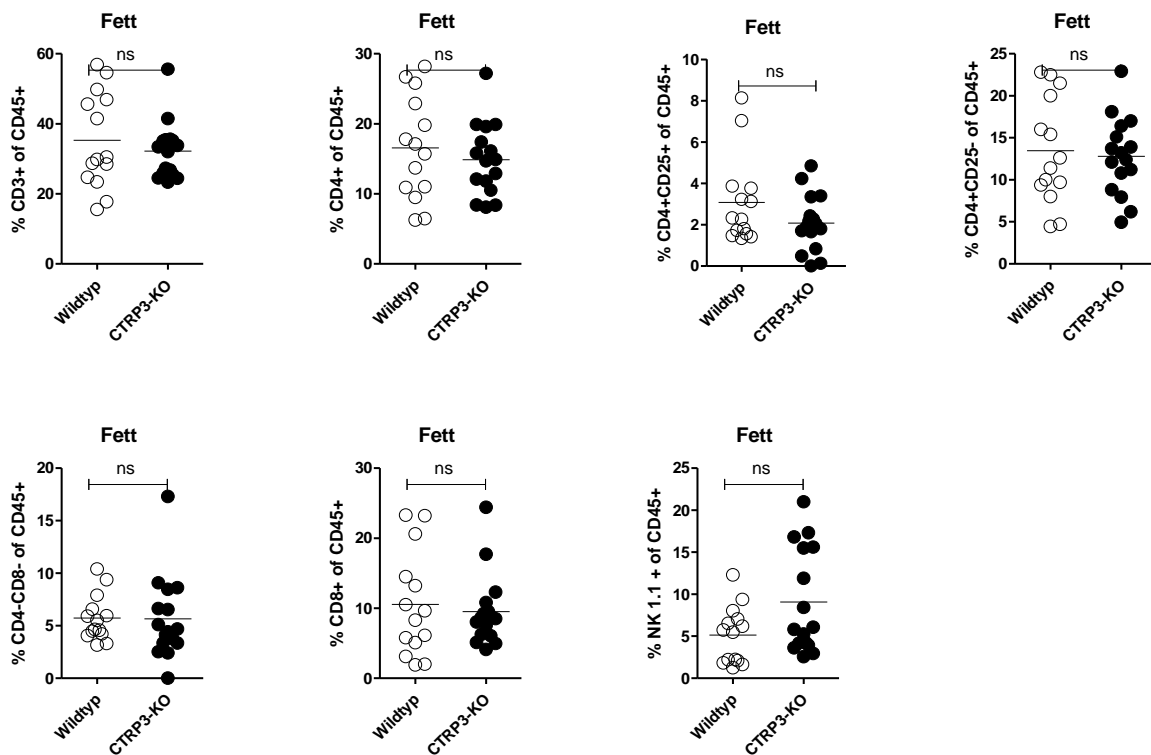 Fett
ns
% CD3+ of CD45+
60
40
20
0
Wildtyp
CTRP3-KO
Fett
ns
% CD4+ of CD45+
30
20
10
0
Wildtyp
CTRP3-KO
Fett
ns
% CD4+CD25+ of CD45+
10
8
6
4
2
0
Wildtyp
CTRP3-KO
Fett
ns
% CD4+CD25- of CD45+
25
20
15
10
5
0
Wildtyp
CTRP3-KO
Fett
ns
% CD4-CD8- of CD45+
20
15
10
5
0
Wildtyp
CTRP3-KO
Fett
ns
% CD8+ of CD45+
30
20
10
0
Wildtyp
CTRP3-KO
Fett
ns
% NK 1.1 + of CD45+
25
20
15
10
5
0
Wildtyp
CTRP3-KO